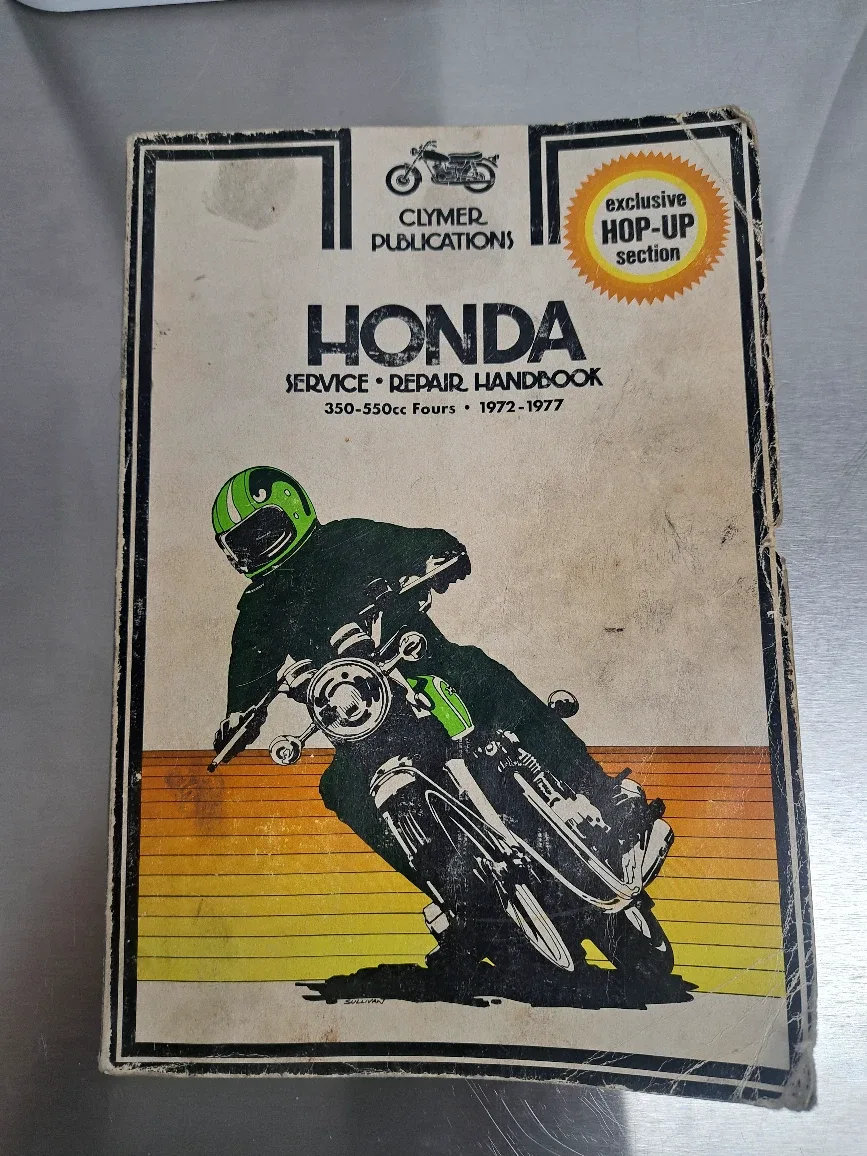 CLYMER
PUBLICATIONS
exclusive
HOP-UP
section
HONDA
SERVICE • REPAIR HANDBOOK
350-550cc Fours • 1972-1977
SULLIVAN